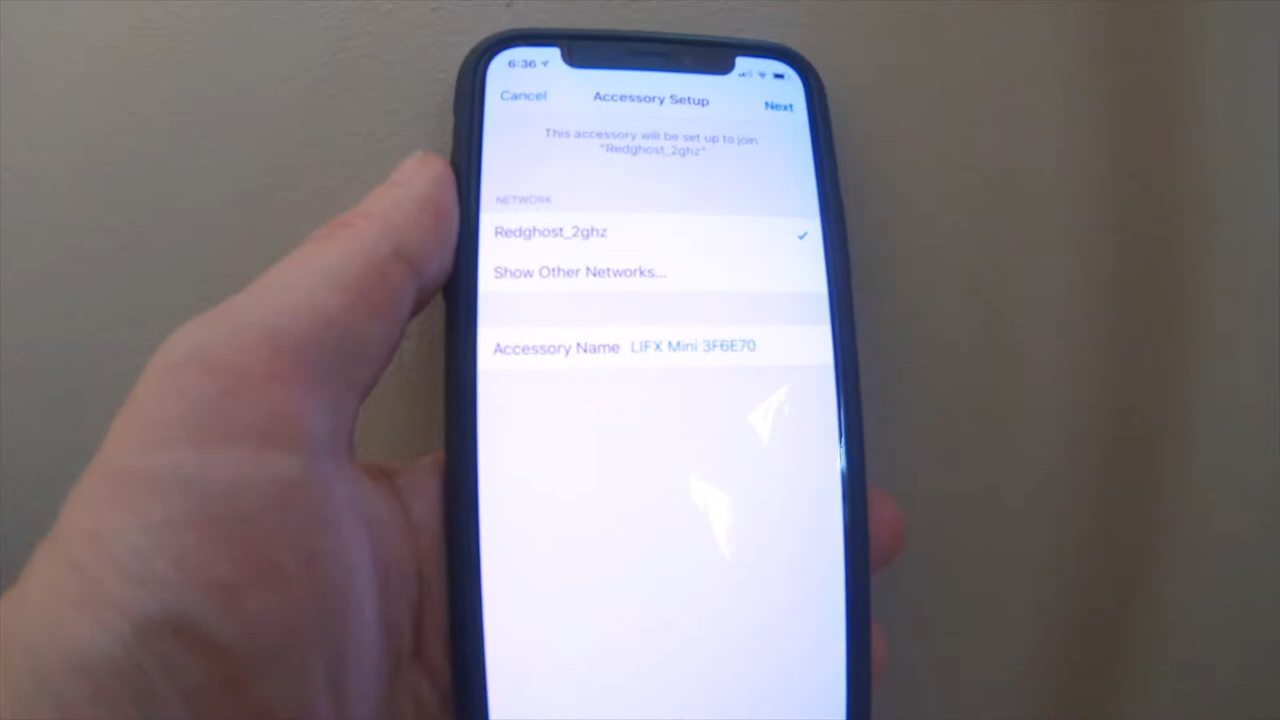 6:36
Cancel Accessory Setup Next
This accessory will be set up to join
"Redghost_2ghz"
NETWORK
Redghost_2ghz
Show Other Networks...
Accessory Name LIFX Mini 3F6E70